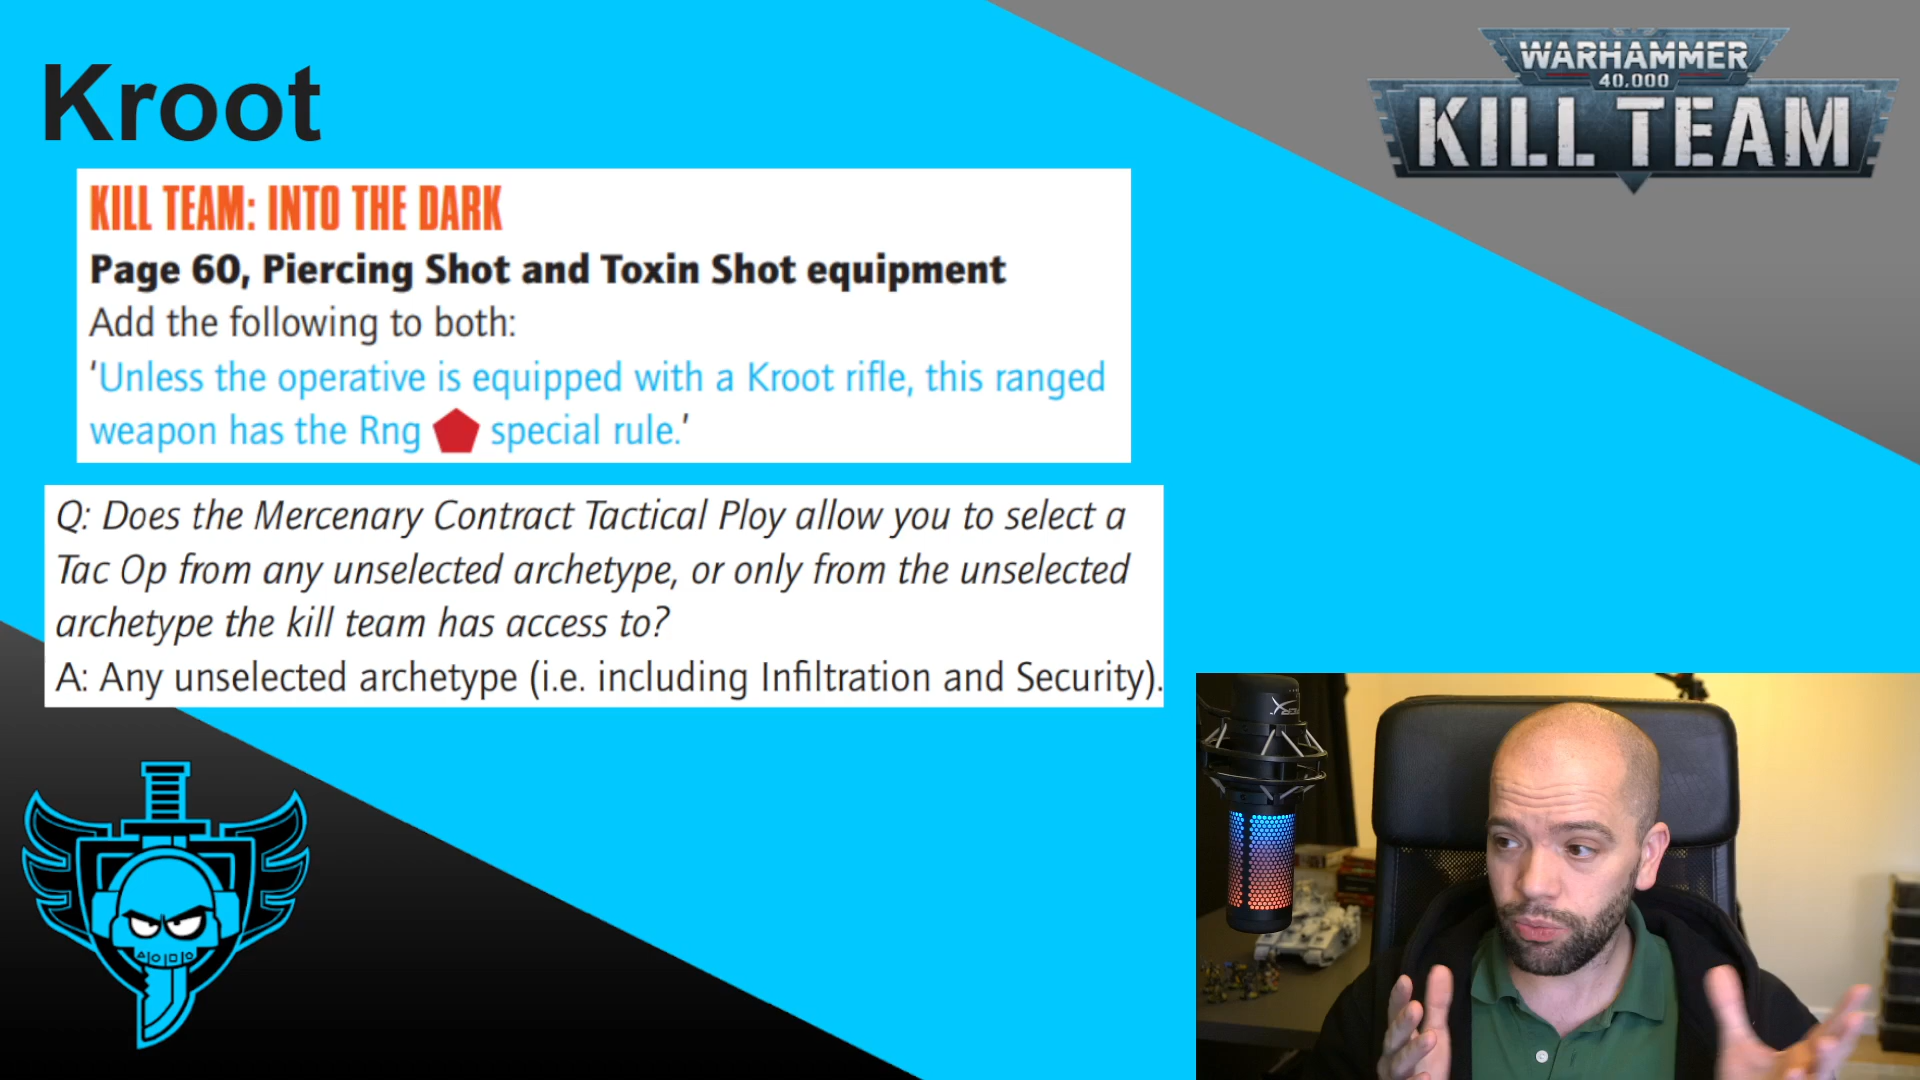 Kroot
WARHAMMER
40,000
KILL TEAM
KILL TEAM: INTO THE DARK
Page 60, Piercing Shot and Toxin Shot equipment
Add the following to both:
'Unless the operative is equipped with a Kroot rifle, this ranged
weapon has the Rng special rule.'
Q: Does the Mercenary Contract Tactical Ploy allow you to select a
Tac Op from any unselected archetype, or only from the unselected
archetype the kill team has access to?
A: Any unselected archetype (i.e. including Infiltration and Security).